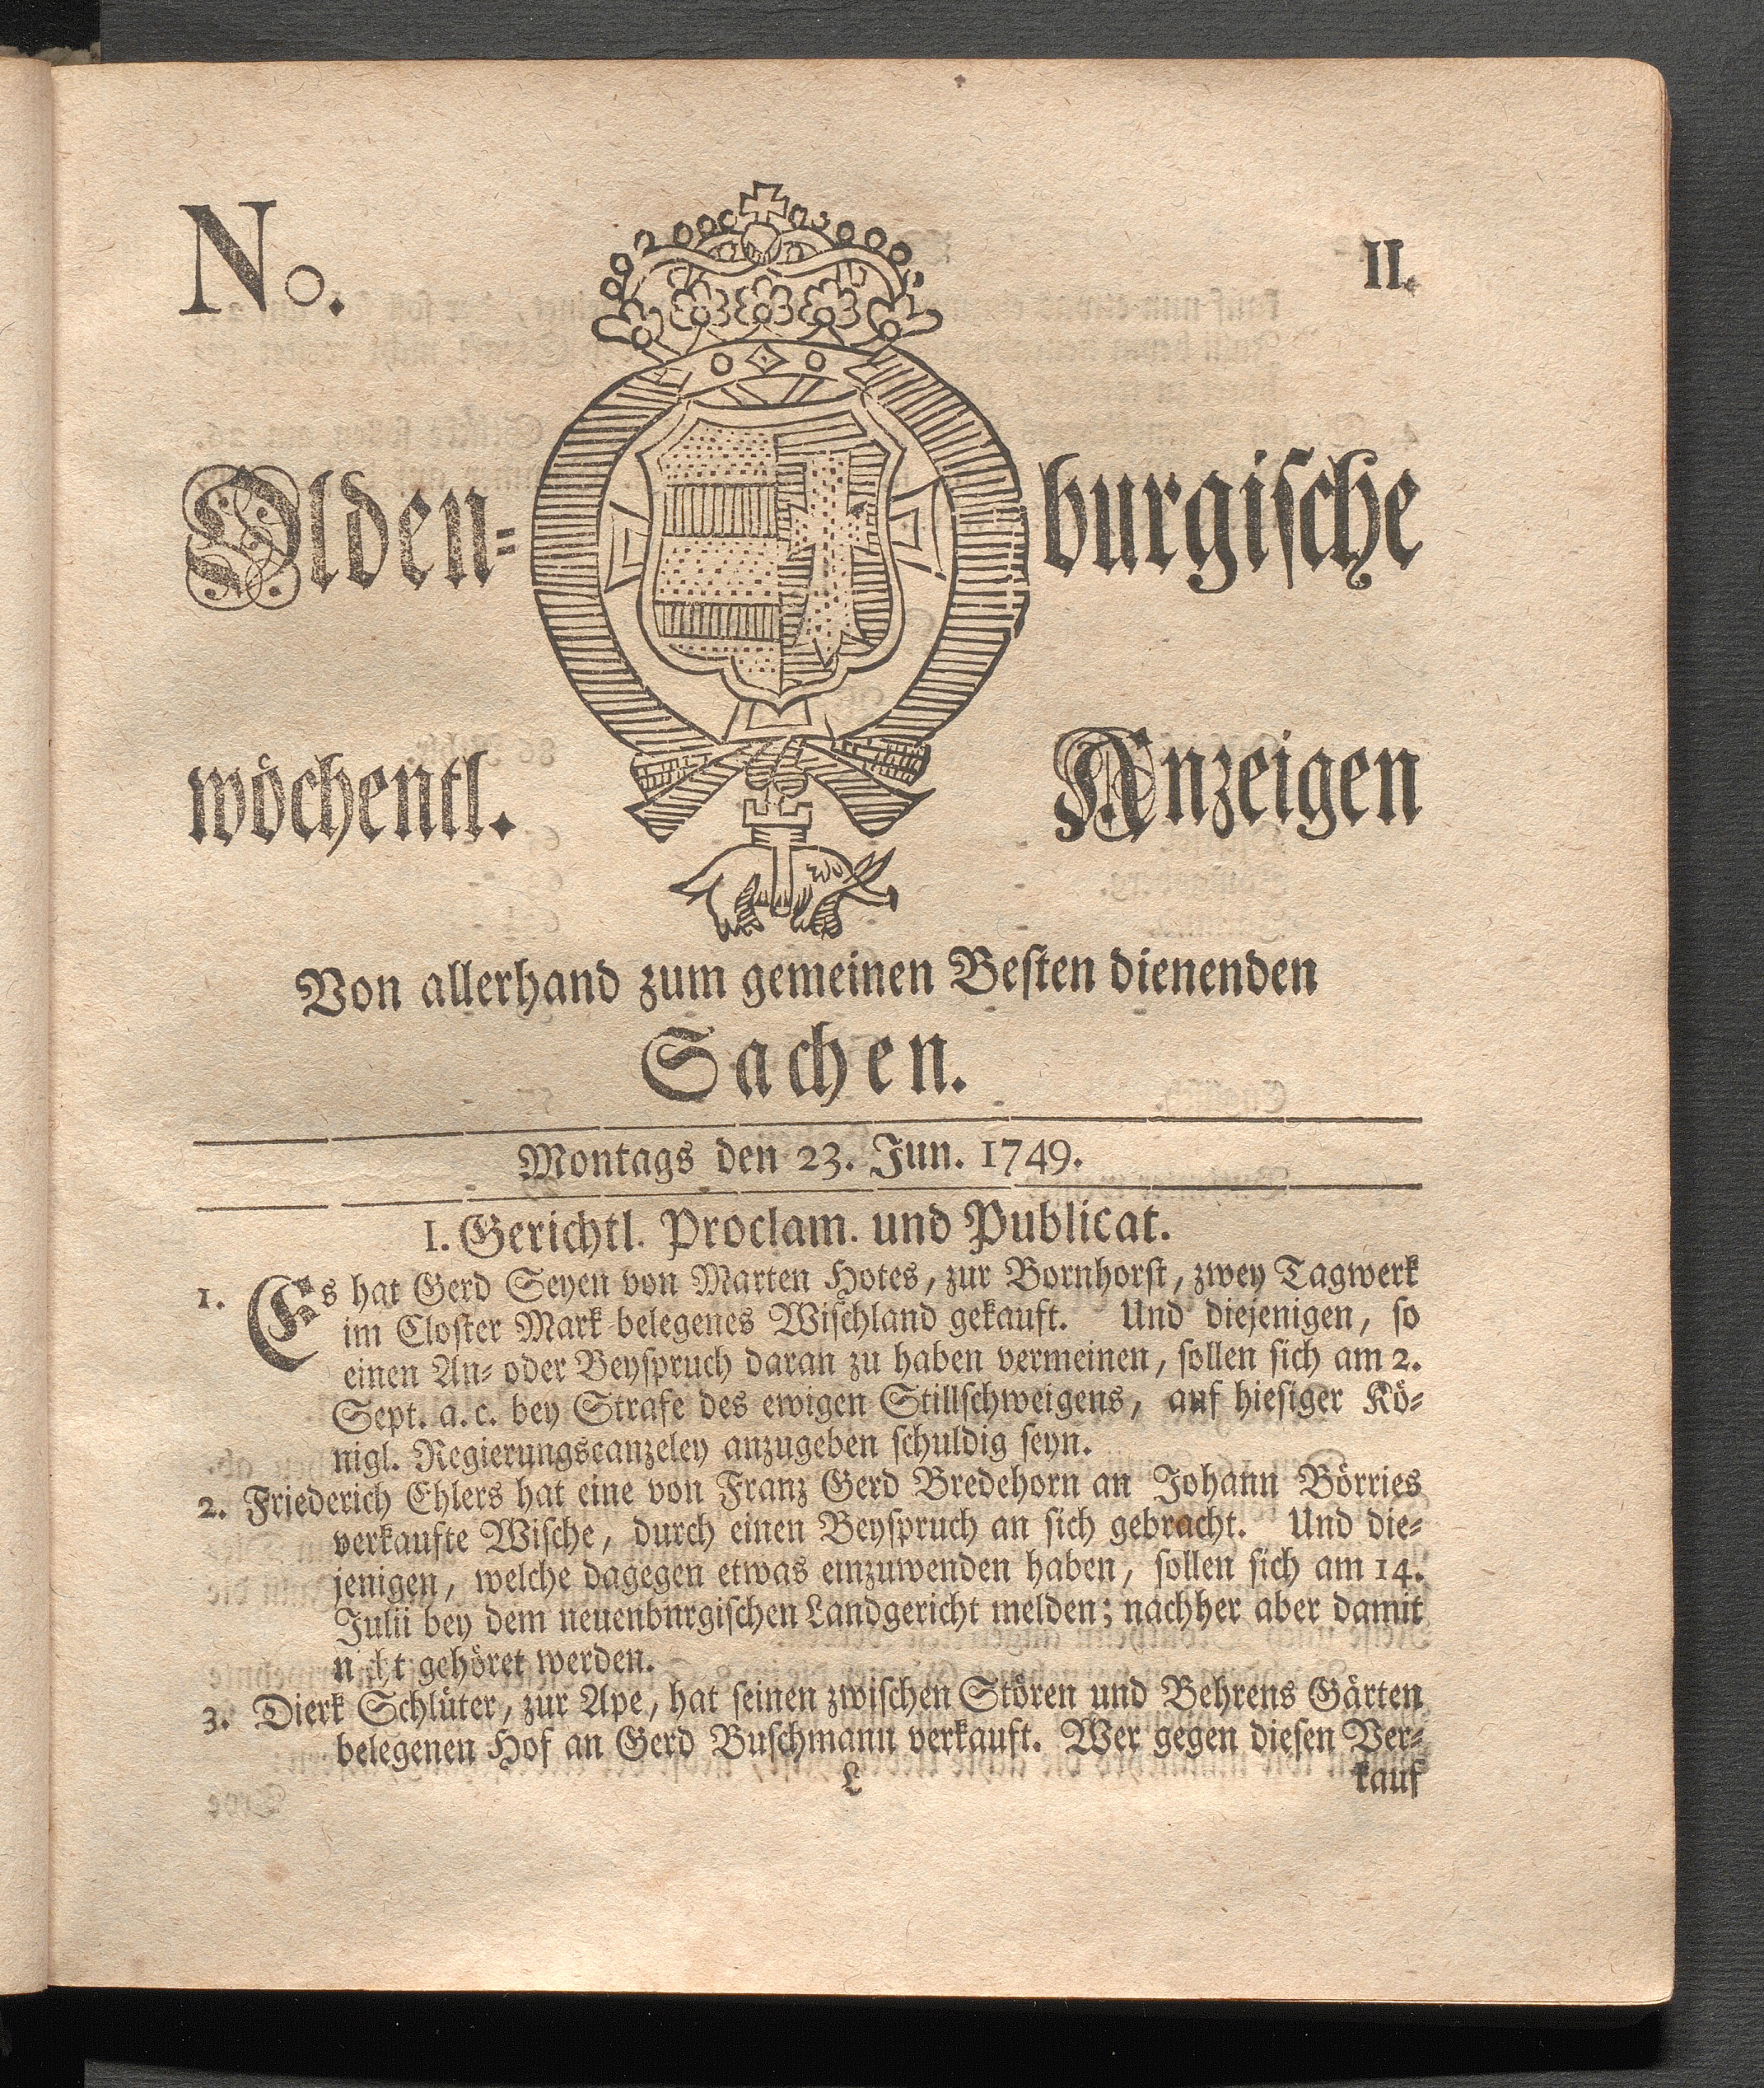 No. II.
Olden⸗ burgiſche
wöchentl. Anzeigen
Von allerhand zum gemeinen Beſten dienenden
Sachen.
Montags den 23. Jun. 1749.
I. Gerichtl. Proclam. und Publicat.
1. Es hat Gerd Seyen von Marten Hotes, zur Bornhorſt, zwey Tagwerk
im Cloſter Mark belegenes Wiſchland gekauft. Und diejenigen, ſo
einen An⸗ oder Beyſpruch daran zu haben vermeinen, ſollen ſich am 2.
Sept. a. c. bey Strafe des ewigen Stillſchweigens, auf hieſiger Kö⸗
nigl. Regierungscanzeley anzugeben ſchuldig ſeyn.
2. Friederich Ehlers hat eine von Franz Gerd Bredehorn an Johann Börries
verkaufte Wiſche, durch einen Beyſpruch an ſich gebracht. Und die⸗
jenigen, welche dagegen etwas einzuwenden haben, ſollen ſich am 14.
Julii bey dem neuenbnrgiſchen Landgericht melden; nachher aber damit
nicht gehöret werden.
3. Dierk Schlüter, zur Ape, hat ſeinen zwiſchen Stören und Behrens Gärten
belegenen Hof an Gerd Buſchmann verkauft. Wer gegen dieſen Ver⸗
L kauf